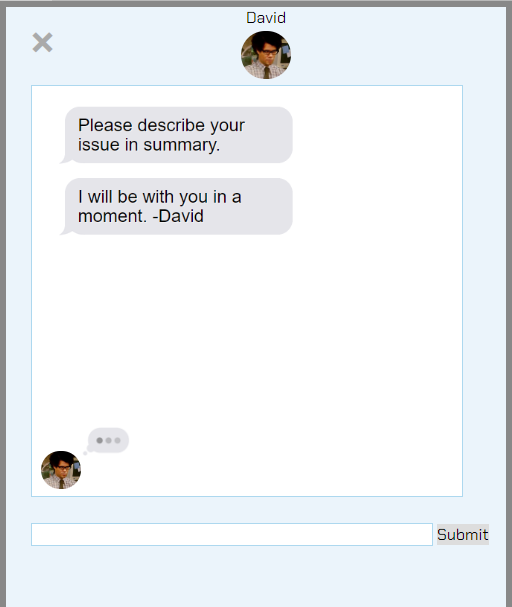 David
Please describe your
issue in summary.
I will be with you in a
moment. -David
Submit